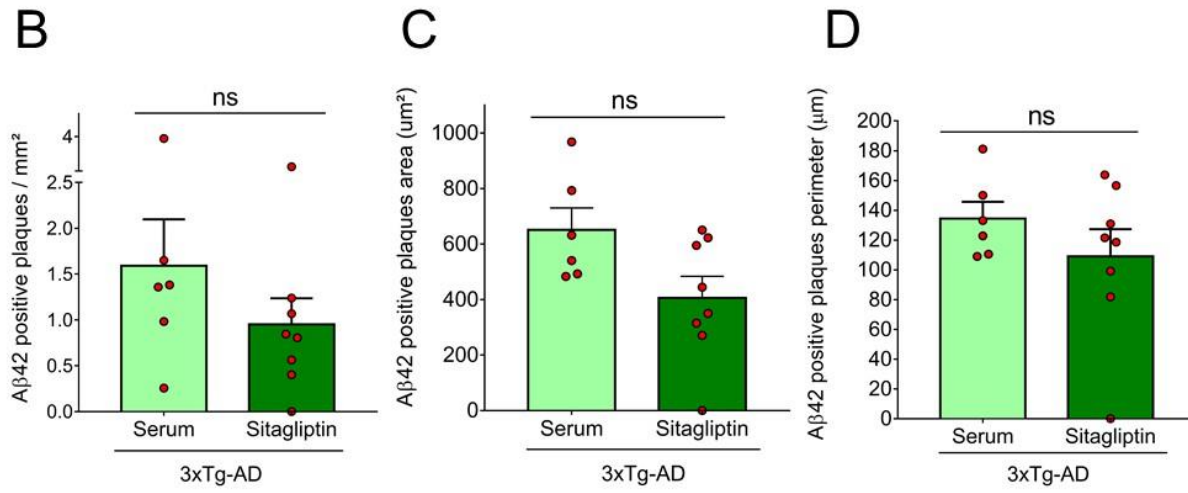 B
ns
Aβ42 positive plaques / mm²
4
2.5
2.0
1.5
1.0
0.5
0.0
Serum
Sitagliptin
3xTg-AD
C
ns
Aβ42 positive plaques area (um²)
1000
800
600
400
200
0
Serum
Sitagliptin
3xTg-AD
D
ns
Aβ42 positive plaques perimeter (μm)
200
180
160
140
120
100
80
60
40
20
0
Serum
Sitagliptin
3xTg-AD